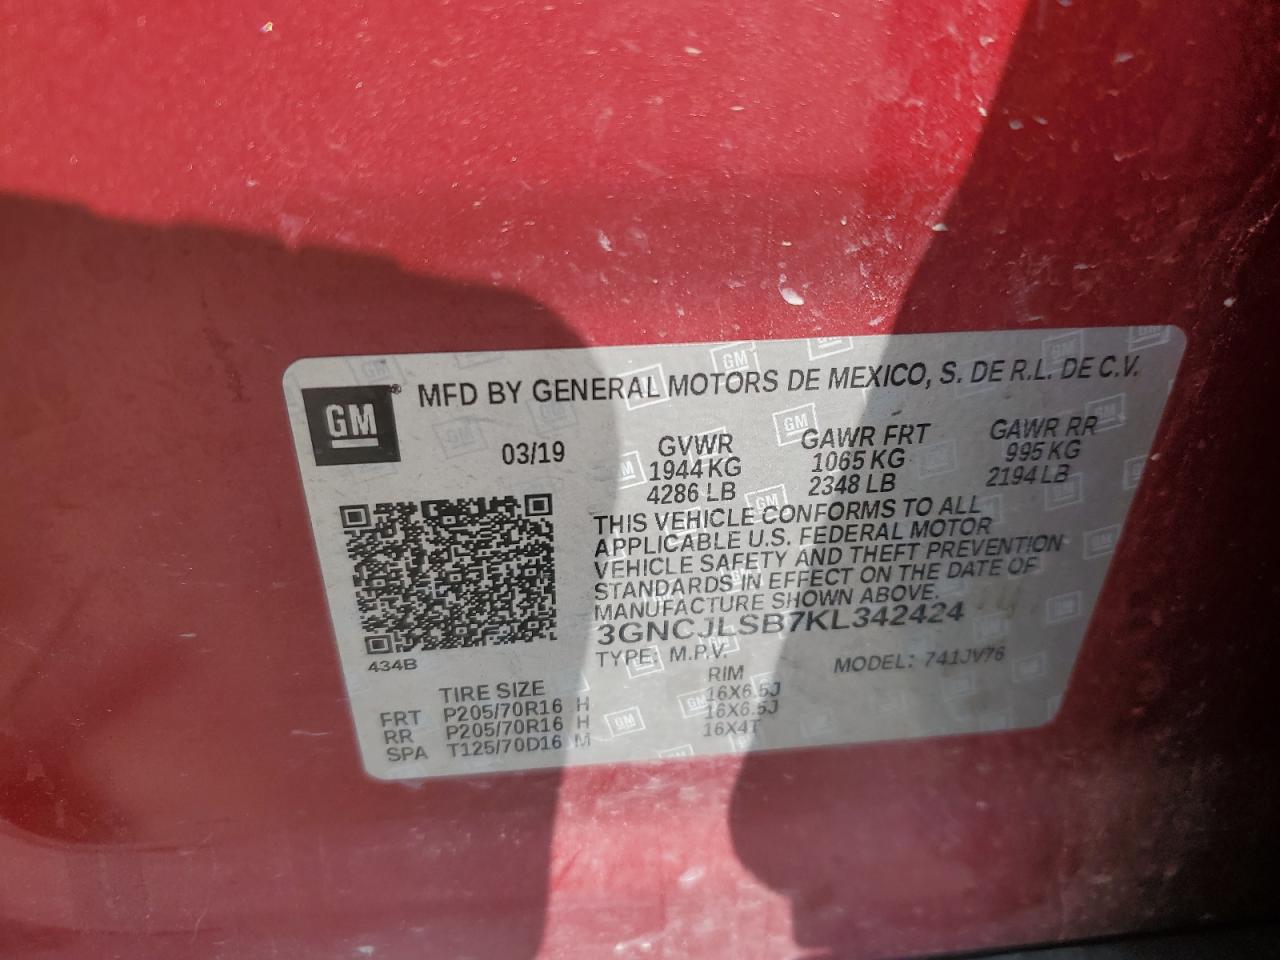 GM® MFD BY GENERAL MOTORS DE MEXICO, S. DE R.L. DE C.V.
03/19 GVWR GAWR FRT GAWR RR
1944 KG 1065 KG 995 KG
4286 LB 2348 LB 2194 LB
THIS VEHICLE CONFORMS TO ALL
APPLICABLE U.S. FEDERAL MOTOR
VEHICLE SAFETY AND THEFT PREVENTION
STANDARDS IN EFFECT ON THE DATE OF
MANUFACTURE SHOWN ABOVE.
3GNCJLSB7KL342424
434B TYPE: M.P.V. MODEL: 741JV76
TIRE SIZE RIM
FRT P205/70R16 H 16X6.5J
RR P205/70R16 H 16X6.5J
SPA T125/70D16 M 16X4T